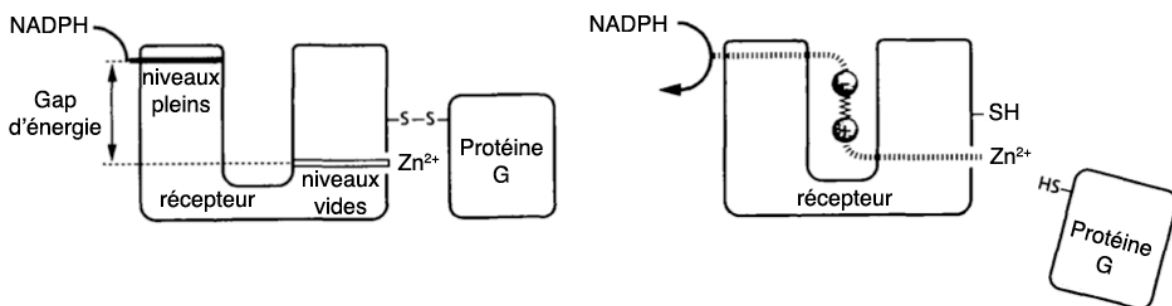 NADPH
niveaux
pleins
Gap
d'énergie
S-S
Protéine
G
Zn²⁺
récepteur
niveaux
vides
NADPH
−
+
SH
Zn²⁺
récepteur
HS
Protéine
G